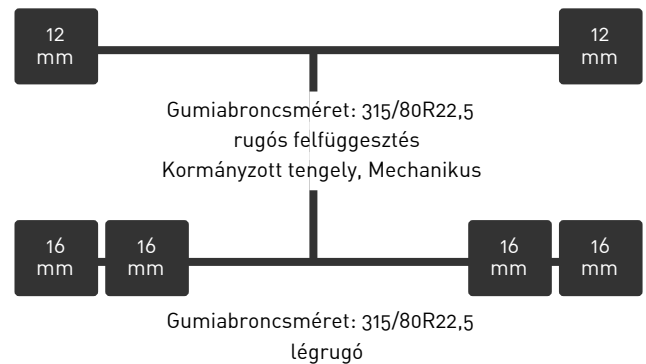 12 mm
12 mm
Gumiabroncsméret: 315/80R22,5
rugós felfüggesztés
Kormányzott tengely, Mechanikus
16 mm
16 mm
16 mm
16 mm
Gumiabroncsméret: 315/80R22,5
légrugó